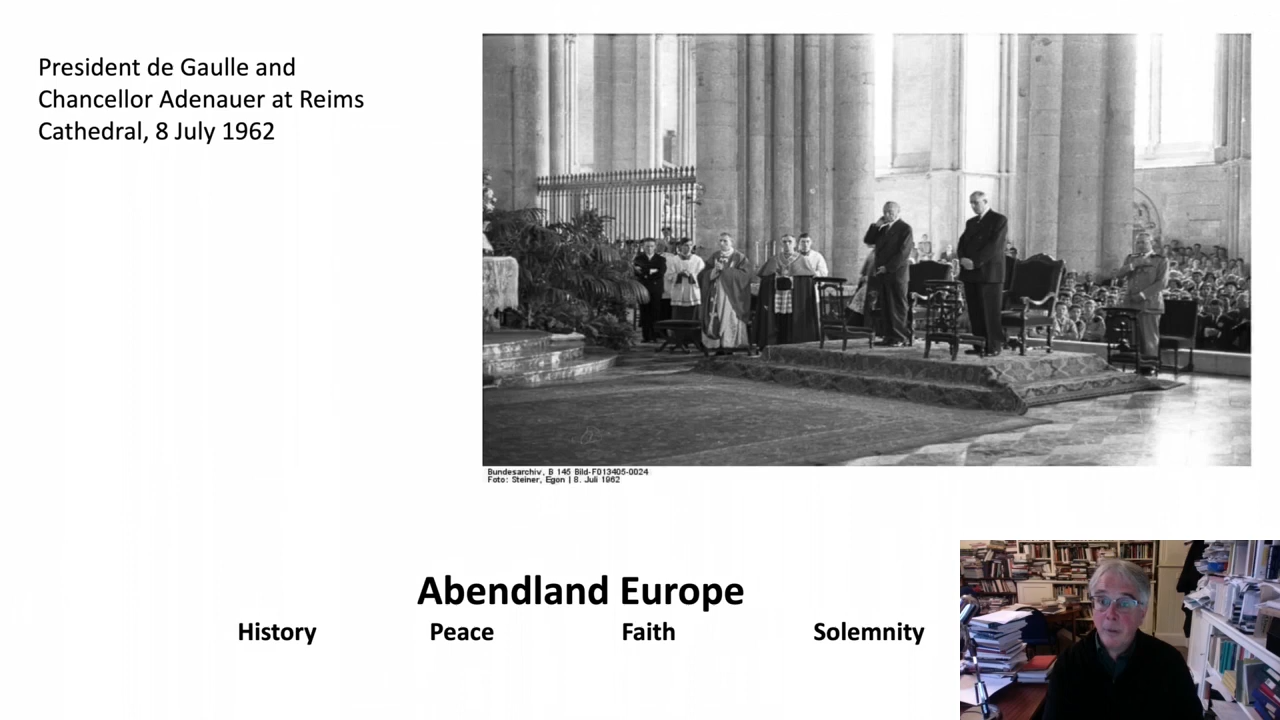 President de Gaulle and
Chancellor Adenauer at Reims
Cathedral, 8 July 1962
Bundesarchiv, B 145 Bild-F013405-0024
Foto: Steiner, Egon | 8. Juli 1962
Abendland Europe
History Peace Faith Solemnity